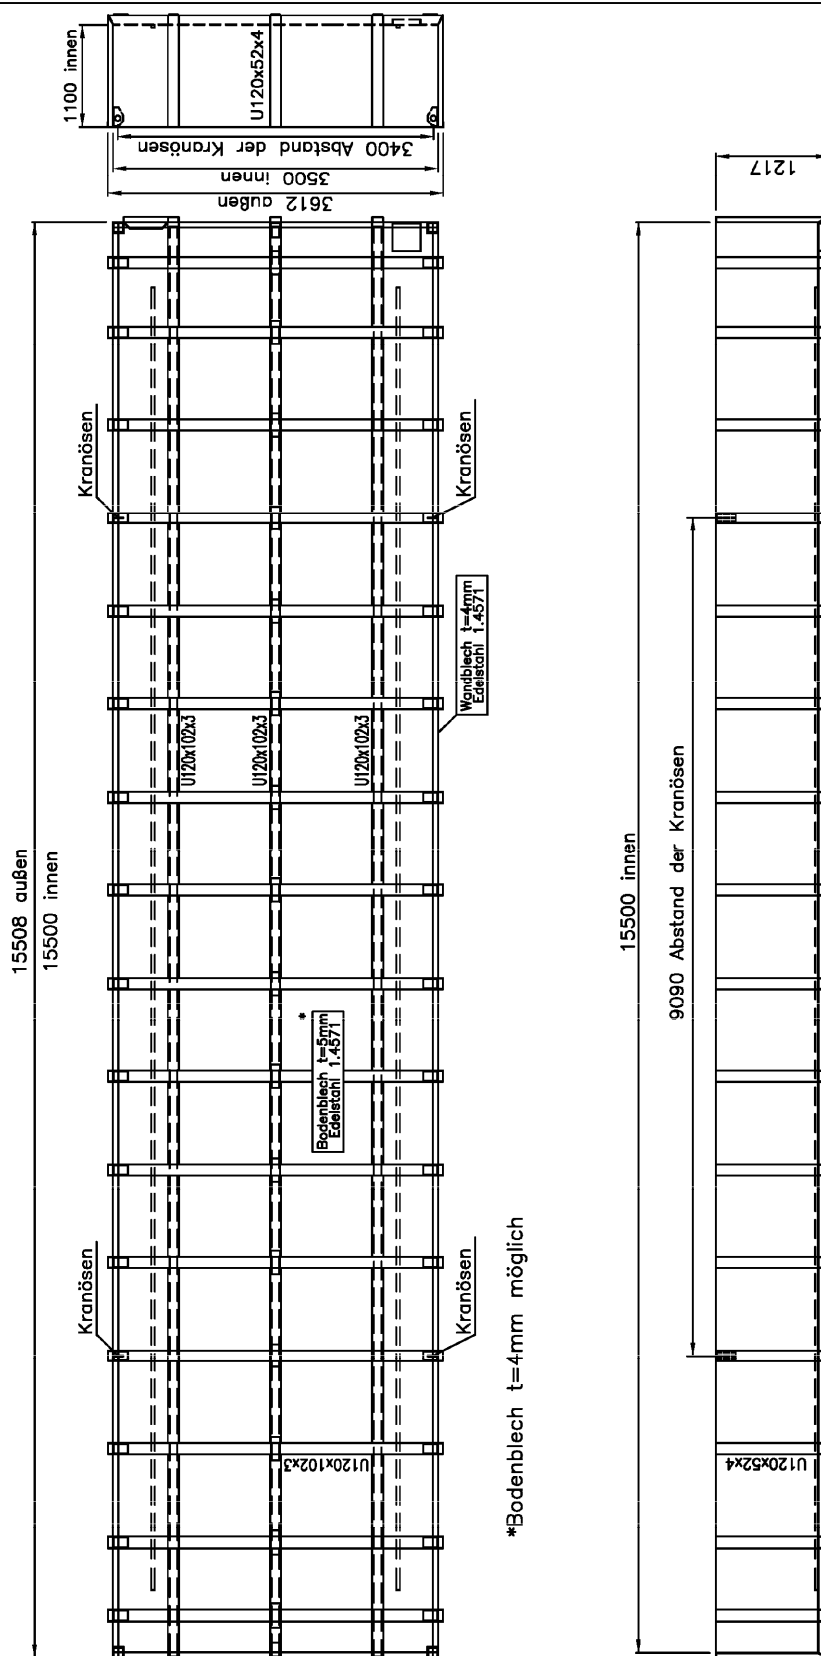 1100 innen
U120x52x4
3400 Abstand der Kranösen
3500 innen
3612 außen
1217
Kranösen
Kranösen
Wandblech t=4mm
Edelstahl 1.4571
U120x102x3
U120x102x3
U120x102x3
15508 außen
15500 innen
15500 innen
9090 Abstand der Kranösen
*
Bodenblech t=5mm
Edelstahl 1.4571
Kranösen
Kranösen
*Bodenblech t=4mm möglich
U120x102x3
U120x52x4